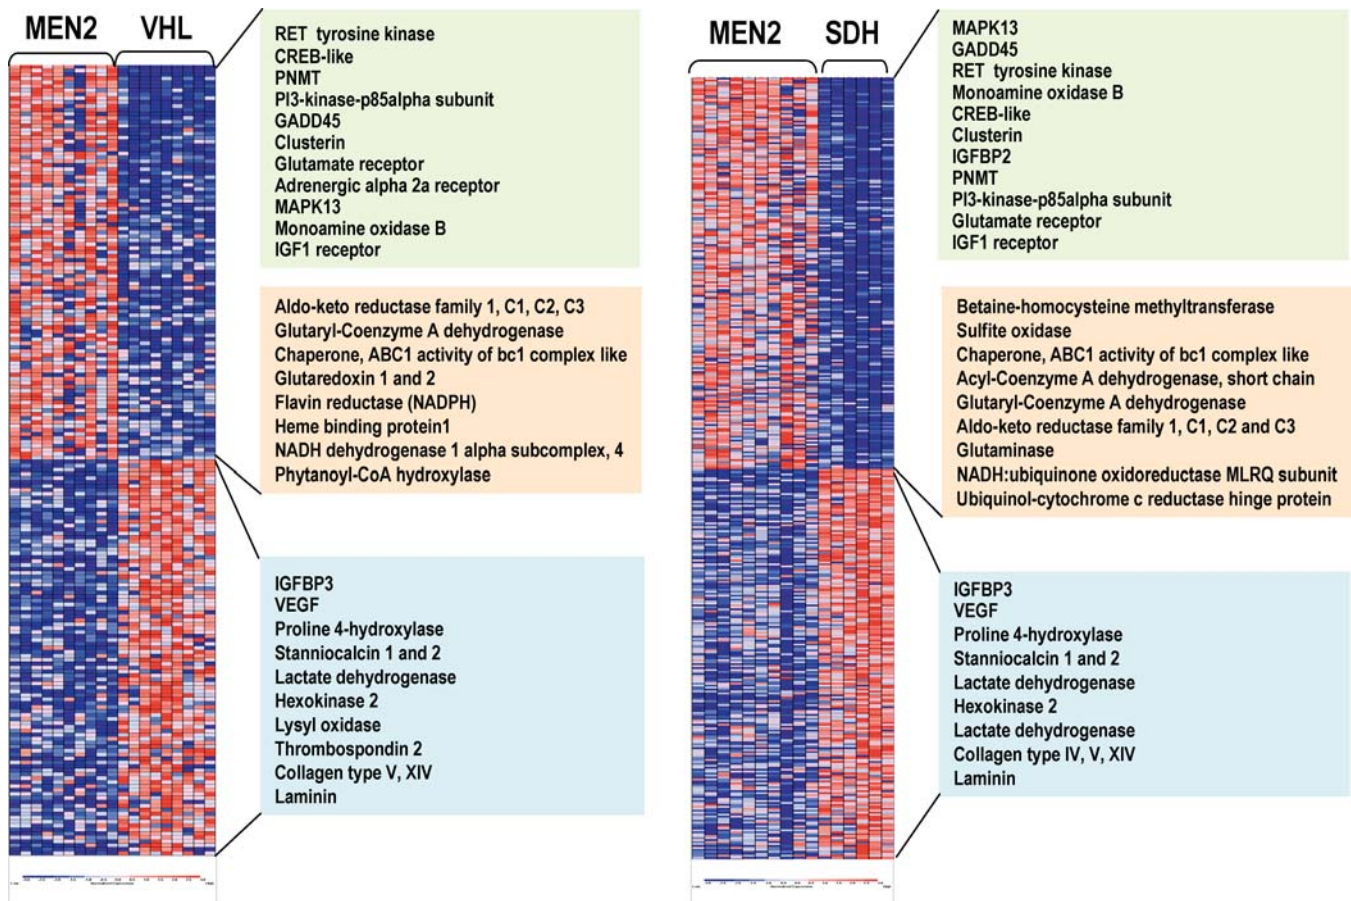 MEN2 VHL
RET tyrosine kinase
CREB-like
PNMT
PI3-kinase-p85alpha subunit
GADD45
Clusterin
Glutamate receptor
Adrenergic alpha 2a receptor
MAPK13
Monoamine oxidase B
IGF1 receptor
Aldo-keto reductase family 1, C1, C2, C3
Glutaryl-Coenzyme A dehydrogenase
Chaperone, ABC1 activity of bc1 complex like
Glutaredoxin 1 and 2
Flavin reductase (NADPH)
Heme binding protein1
NADH dehydrogenase 1 alpha subcomplex, 4
Phytanoyl-CoA hydroxylase
IGFBP3
VEGF
Proline 4-hydroxylase
Stanniocalcin 1 and 2
Lactate dehydrogenase
Hexokinase 2
Lysyl oxidase
Thrombospondin 2
Collagen type V, XIV
Laminin
MEN2 SDH
MAPK13
GADD45
RET tyrosine kinase
Monoamine oxidase B
CREB-like
Clusterin
IGFBP2
PNMT
PI3-kinase-p85alpha subunit
Glutamate receptor
IGF1 receptor
Betaine-homocysteine methyltransferase
Sulfite oxidase
Chaperone, ABC1 activity of bc1 complex like
Acyl-Coenzyme A dehydrogenase, short chain
Glutaryl-Coenzyme A dehydrogenase
Aldo-keto reductase family 1, C1, C2 and C3
Glutaminase
NADH:ubiquinone oxidoreductase MLRQ subunit
Ubiquinol-cytochrome c reductase hinge protein
IGFBP3
VEGF
Proline 4-hydroxylase
Stanniocalcin 1 and 2
Lactate dehydrogenase
Hexokinase 2
Lactate dehydrogenase
Collagen type IV, V, XIV
Laminin